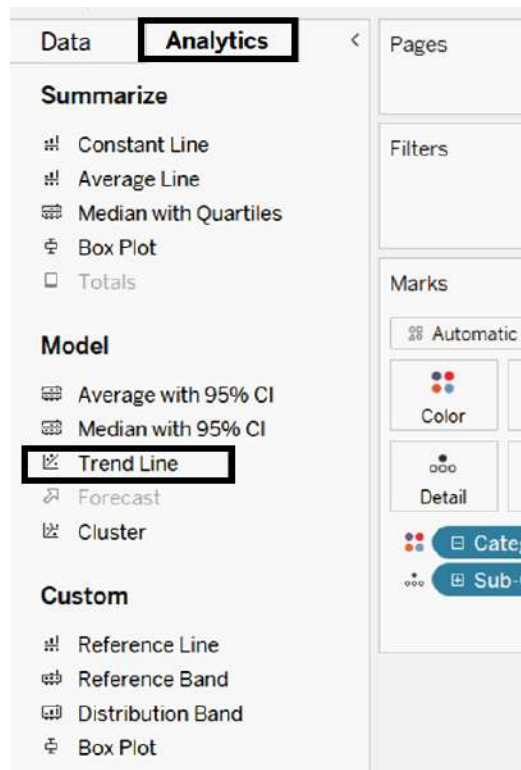 Data
Analytics
Summarize
Constant Line
Average Line
Median with Quartiles
Box Plot
Totals
Model
Average with 95% CI
Median with 95% CI
Trend Line
Forecast
Cluster
Custom
Reference Line
Reference Band
Distribution Band
Box Plot
Pages
Filters
Marks
Automatic
Color
Detail
Cate
Sub-